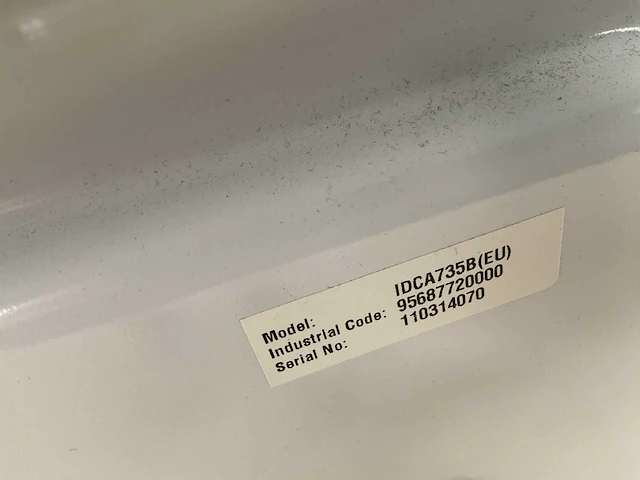 Model: IDCA735B(EU)
Industrial Code: 95687720000
Serial No: 110314070